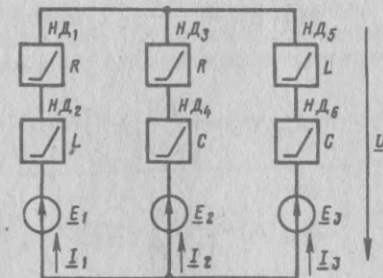 НД₁ НД₃ НД₅
R R L
НД₂ НД₄ НД₆
L C C
U
E₁ E₂ E₃
I₁ I₂ I₃